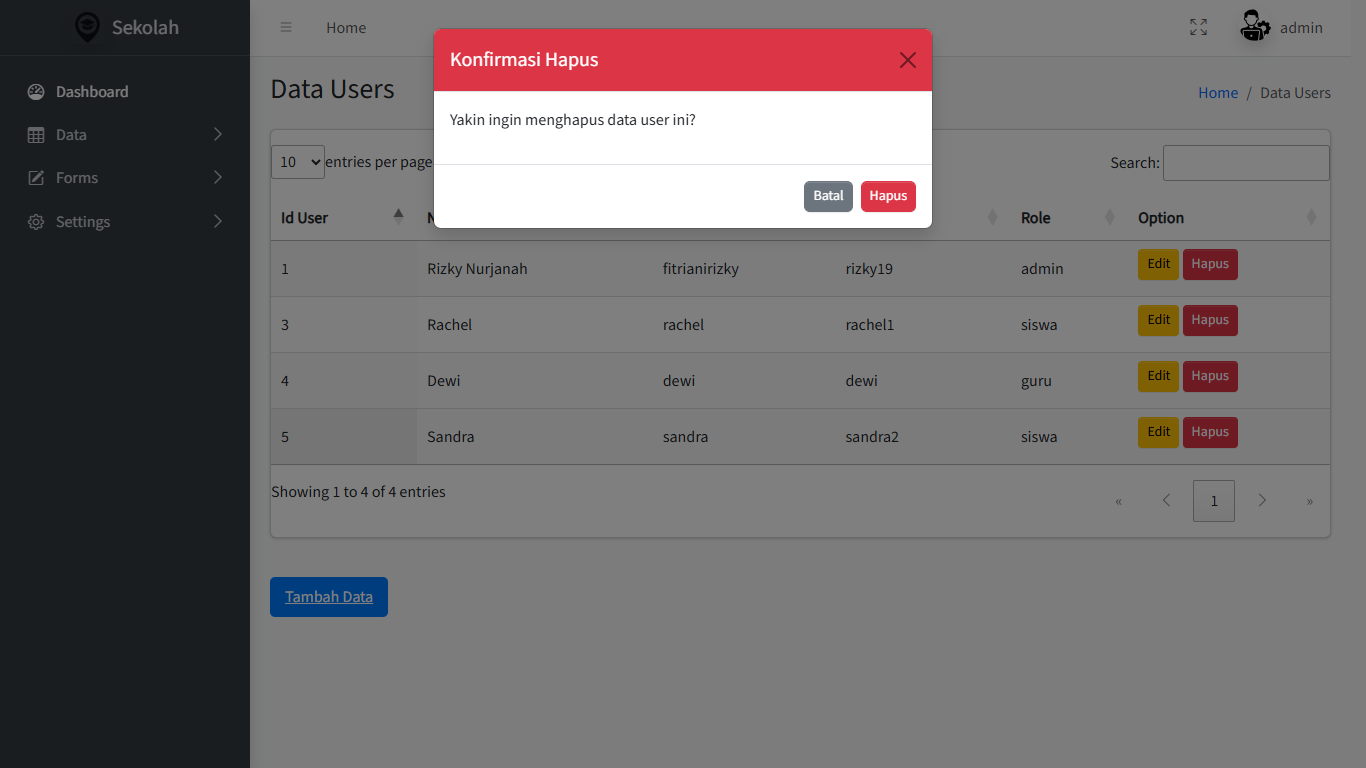 Sekolah
Home
admin
Konfirmasi Hapus
Dashboard
Data Users
Home / Data Users
Yakin ingin menghapus data user ini?
Data
10 entries per page
Search:
Forms
Batal Hapus
Settings
Id User N Role Option
1 Rizky Nurjanah fitrianirizky rizky19 admin Edit Hapus
3 Rachel rachel rachel1 siswa Edit Hapus
4 Dewi dewi dewi guru Edit Hapus
5 Sandra sandra sandra2 siswa Edit Hapus
Showing 1 to 4 of 4 entries
« 1 »
Tambah Data